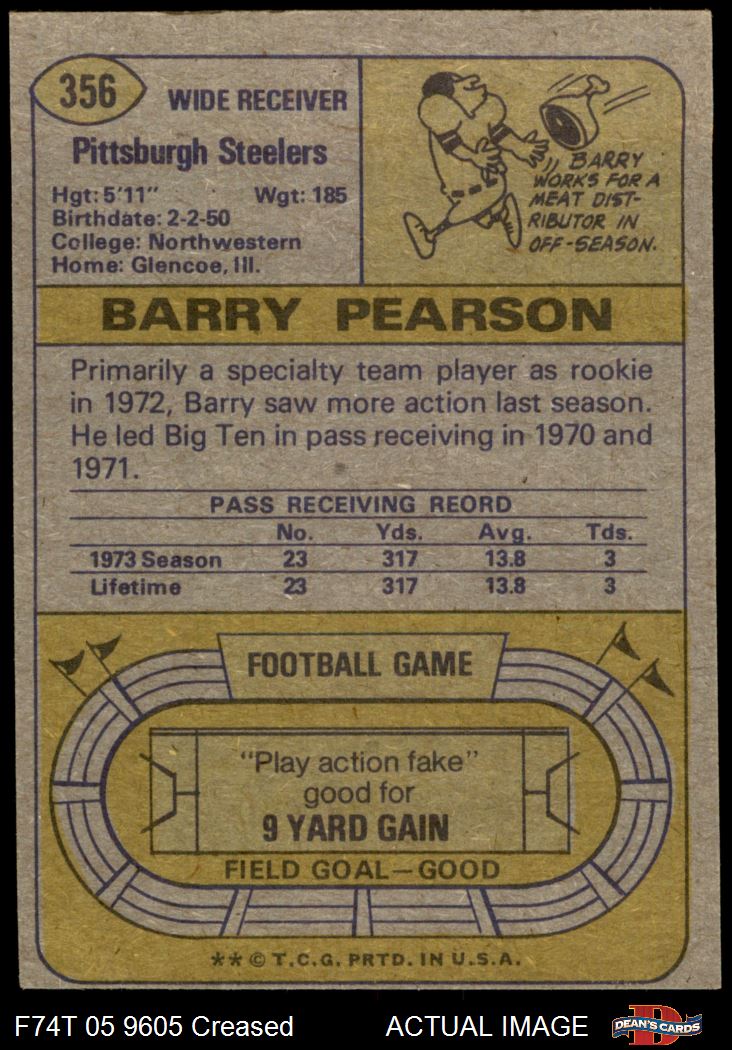 356
WIDE RECEIVER
Pittsburgh Steelers
Hgt: 5'11" Wgt: 185
Birthdate: 2-2-50
College: Northwestern
Home: Glencoe, Ill.
BARRY
WORKS FOR A
MEAT DIST-
RIBUTOR IN
OFF-SEASON.
BARRY PEARSON
Primarily a specialty team player as rookie
in 1972, Barry saw more action last season.
He led Big Ten in pass receiving in 1970 and
1971.
PASS RECEIVING REORD
No. Yds. Avg. Tds.
1973 Season 23 317 13.8 3
Lifetime 23 317 13.8 3
FOOTBALL GAME
"Play action fake"
good for
9 YARD GAIN
FIELD GOAL—GOOD
** © T.C.G. PRTD. IN U.S.A.
F74T 05 9605 Creased ACTUAL IMAGE
D
DEAN'S CARDS